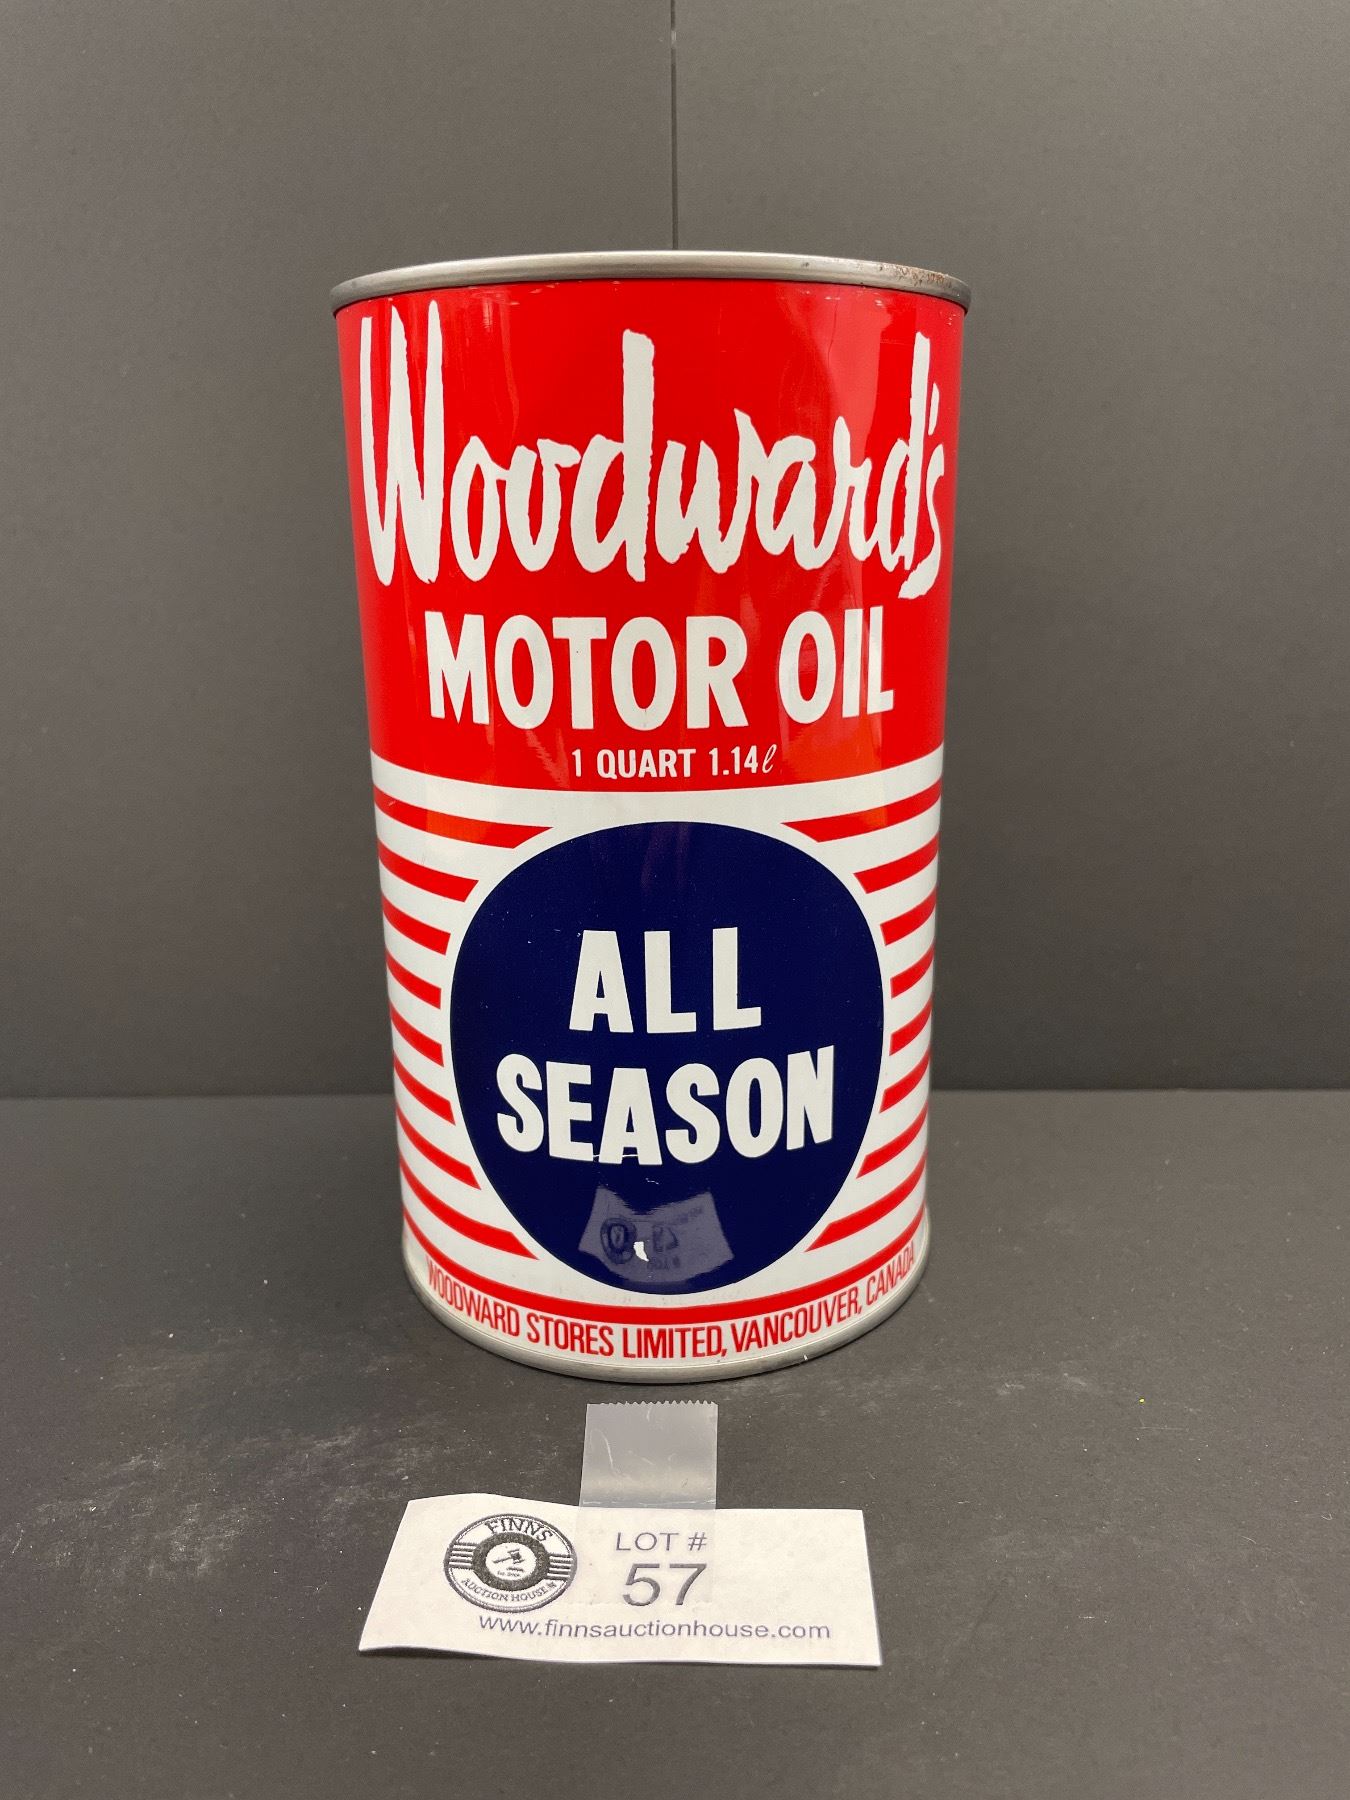 Woodward's
MOTOR OIL
1 QUART 1.14ℓ
ALL
SEASON
WOODWARD STORES LIMITED, VANCOUVER, CANADA
FINNS
AUCTION HOUSE
LOT #
57
www.finnsauctionhouse.com